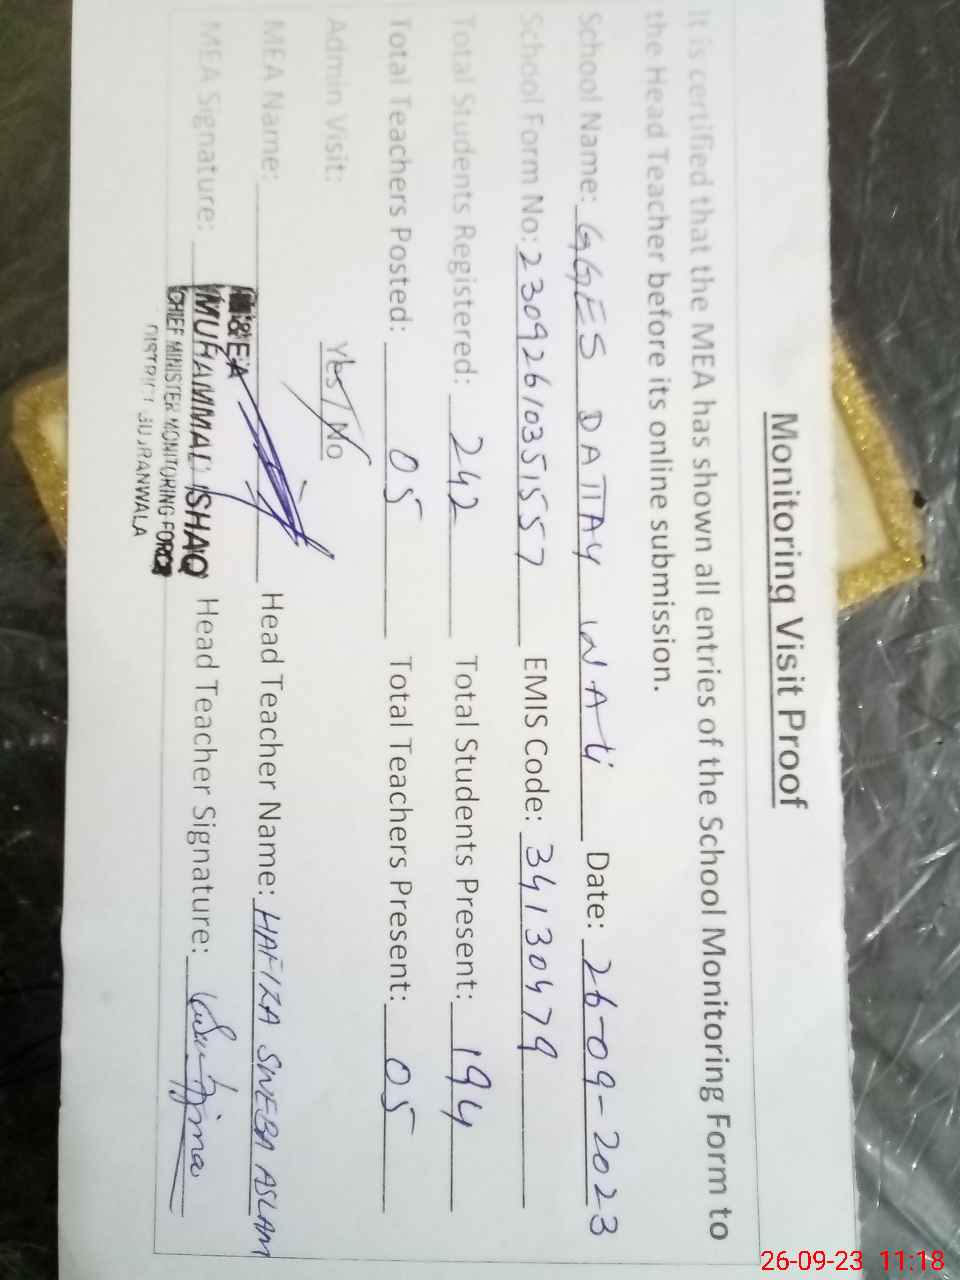 Monitoring Visit Proof
It is certified that the MEA has shown all entries of the School Monitoring Form to
the Head Teacher before its online submission.
School Name: GGES DATTAY WALI Date: 26-09-2023
School Form No: 23092610351557 EMIS Code: 34130479
Total Students Registered: 242 Total Students Present: 194
Total Teachers Posted: 05 Total Teachers Present: 05
Admin Visit: Yes/No
MEA Name: Head Teacher Name: HAFIZA SWEBA ASLAM
M&EA
MEA Signature: MUHAMMAD ISHAQ Head Teacher Signature:
CHIEF MINISTER MONITORING FORCE
DISTRICT GUJRANWALA
26-09-23 11:18